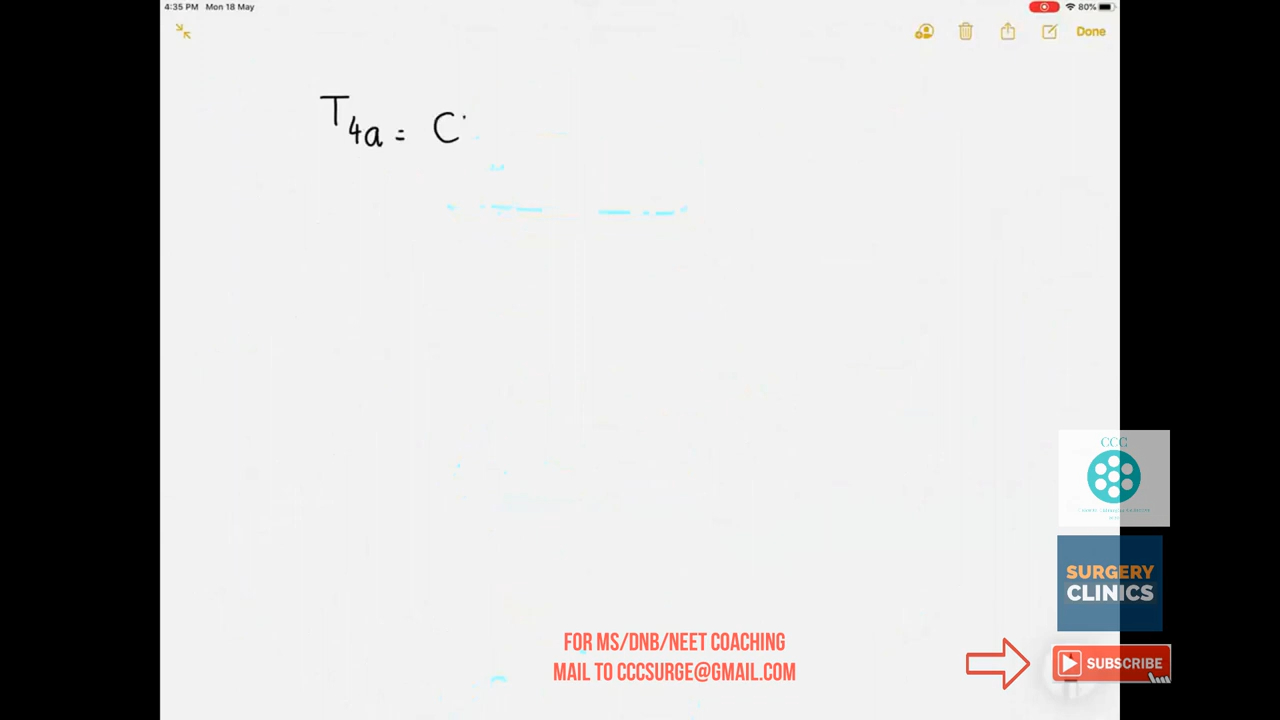 4:35 PM Mon 18 May
80%
Done
T4a = C
CCC
SURGERY
CLINICS
FOR MS/DNB/NEET COACHING
MAIL TO CCCSURGE@GMAIL.COM
SUBSCRIBE